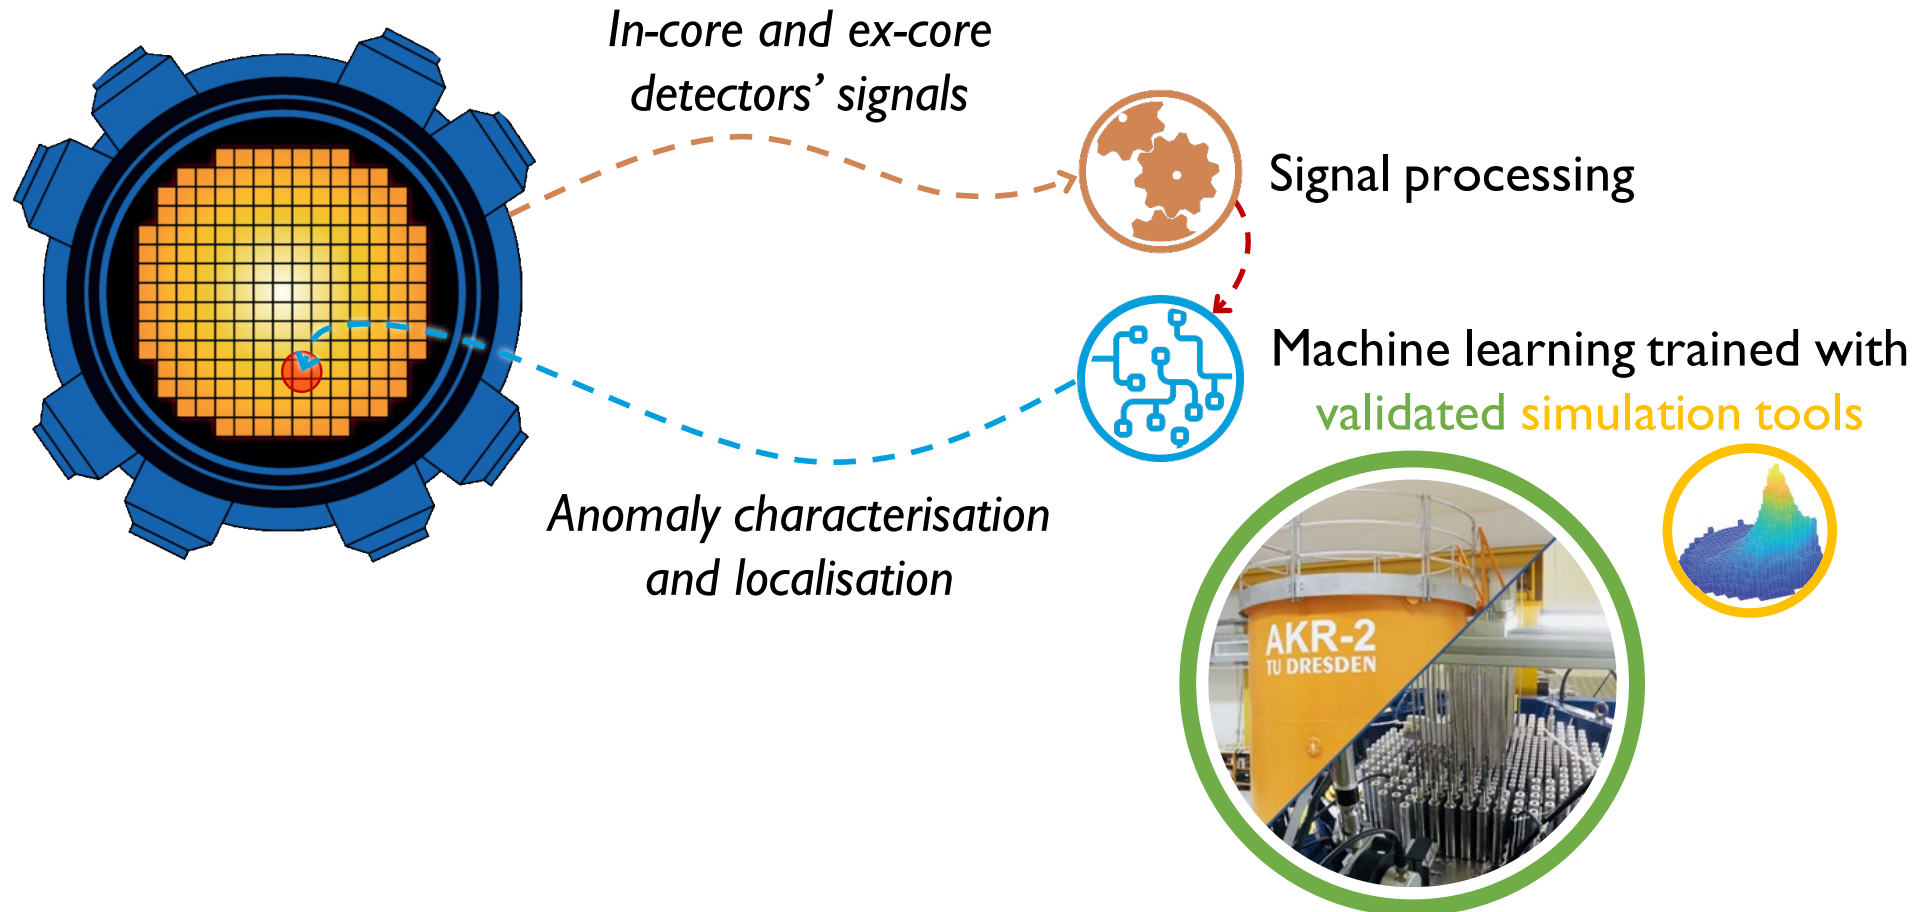 In-core and ex-core
detectors’ signals
Signal processing
Machine learning trained with
validated simulation tools
Anomaly characterisation
and localisation
AKR-2
TU DRESDEN